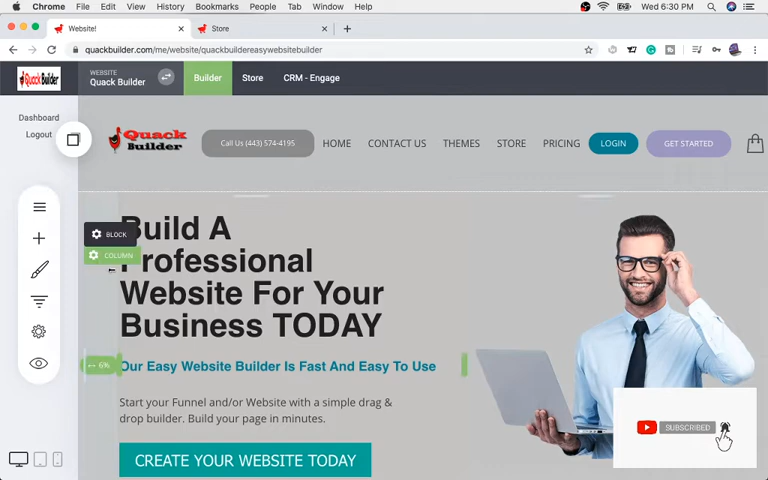 Chrome File Edit View History Bookmarks People Tab Window Help Wed 6:30 PM
Website! Store
quackbuilder.com/me/website/quackbuildereasywebsitebuilder
Quack Builder
WEBSITE
Quack Builder
Builder Store CRM - Engage
Dashboard
Logout
Quack
Builder
Call Us (443) 574-4195 HOME CONTACT US THEMES STORE PRICING LOGIN GET STARTED
BLOCK
COLUMN
Build A
Professional
Website For Your
Business TODAY
6%
Our Easy Website Builder Is Fast And Easy To Use
Start your Funnel and/or Website with a simple drag &
drop builder. Build your page in minutes.
CREATE YOUR WEBSITE TODAY
SUBSCRIBED